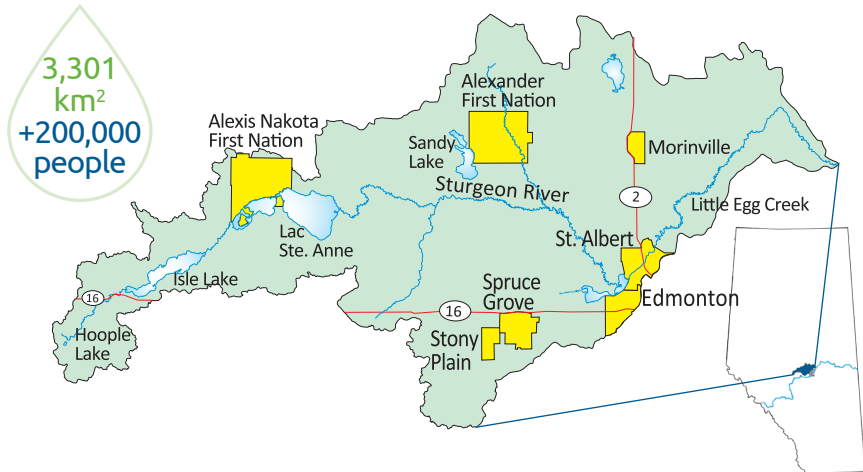 3,301
km²
+200,000
people
Alexis Nakota
First Nation
Alexander
First Nation
Sandy
Lake
Morinville
Sturgeon River
2
Little Egg Creek
Lac
Ste. Anne
St. Albert
Isle Lake
Spruce
Grove
16
16
Edmonton
Hoople
Lake
Stony
Plain